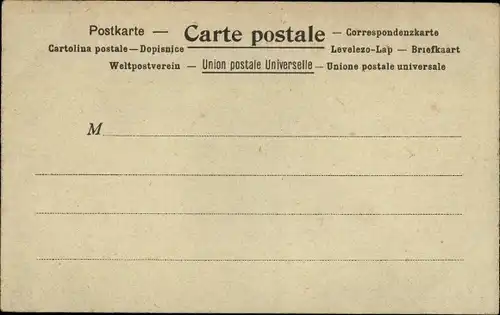 Postkarte — Carte postale — Correspondenzkarte
Cartolina postale — Dopisnice Levelezo-Lap — Briefkaart
Weltpostverein — Union postale Universelle — Unione postale universale
M